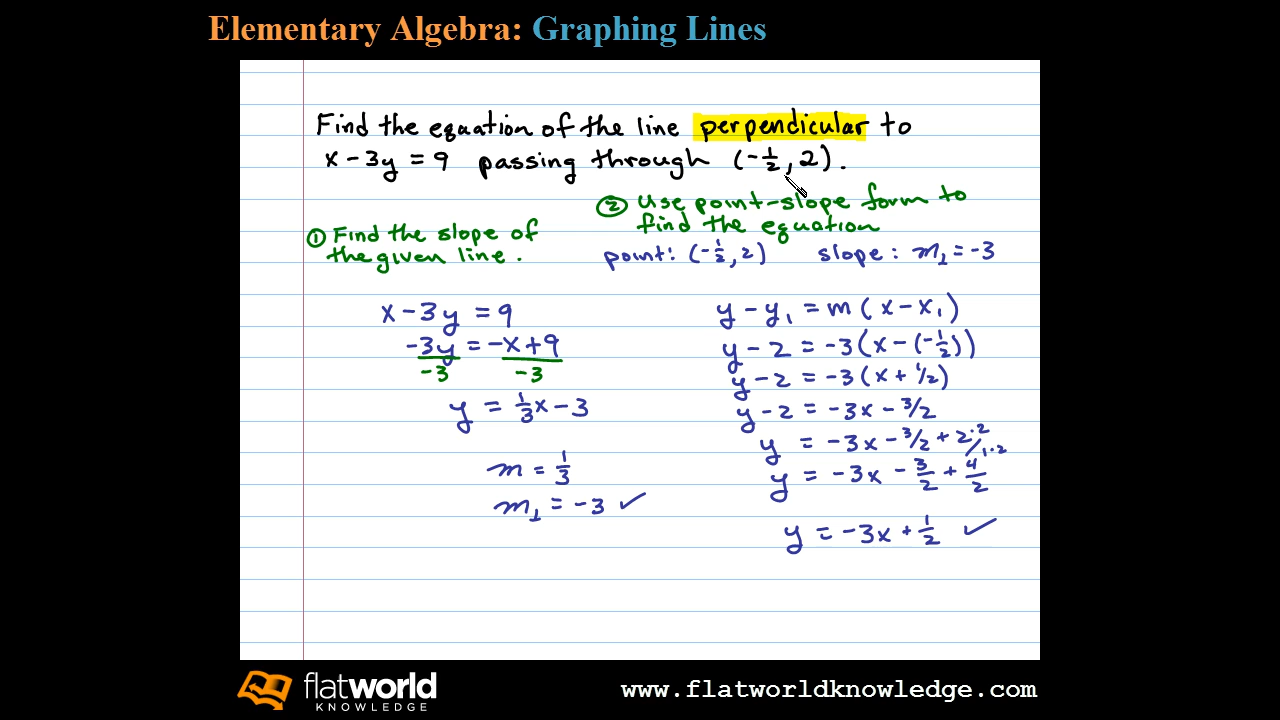 Elementary Algebra: Graphing Lines
Find the equation of the line perpendicular to
x - 3y = 9 passing through (-1/2, 2).
① Find the slope of
the given line.
x - 3y = 9
-3y = -x + 9
-3 -3
y = 1/3 x - 3
m = 1/3
m⊥ = -3 ✓
② Use point-slope form to
find the equation
point: (-1/2, 2) slope: m⊥ = -3
y - y₁ = m (x - x₁)
y - 2 = -3(x - (-1/2))
y - 2 = -3(x + 1/2)
y - 2 = -3x - 3/2
y = -3x - 3/2 + 2·2/1·2
y = -3x - 3/2 + 4/2
y = -3x + 1/2 ✓
flatworld
KNOWLEDGE
www.flatworldknowledge.com